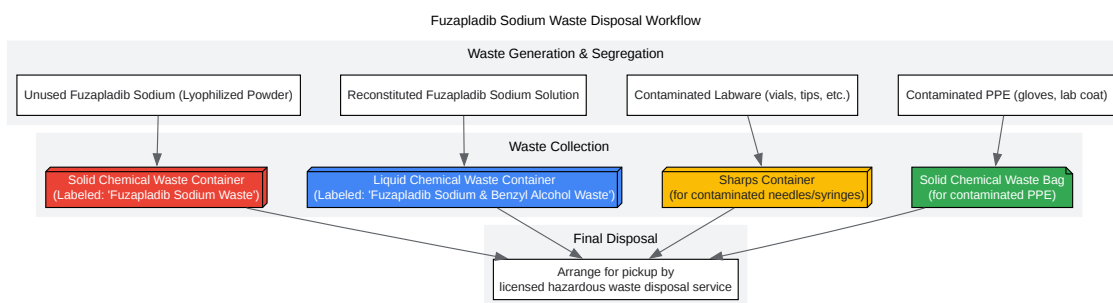 Fuzapladib Sodium Waste Disposal Workflow
Waste Generation & Segregation
Unused Fuzapladib Sodium (Lyophilized Powder)
Reconstituted Fuzapladib Sodium Solution
Contaminated Labware (vials, tips, etc.)
Contaminated PPE (gloves, lab coat)
Waste Collection
Solid Chemical Waste Container
(Labeled: 'Fuzapladib Sodium Waste')
Liquid Chemical Waste Container
(Labeled: 'Fuzapladib Sodium & Benzyl Alcohol Waste')
Sharps Container
(for contaminated needles/syringes)
Solid Chemical Waste Bag
(for contaminated PPE)
Final Disposal
Arrange for pickup by
licensed hazardous waste disposal service